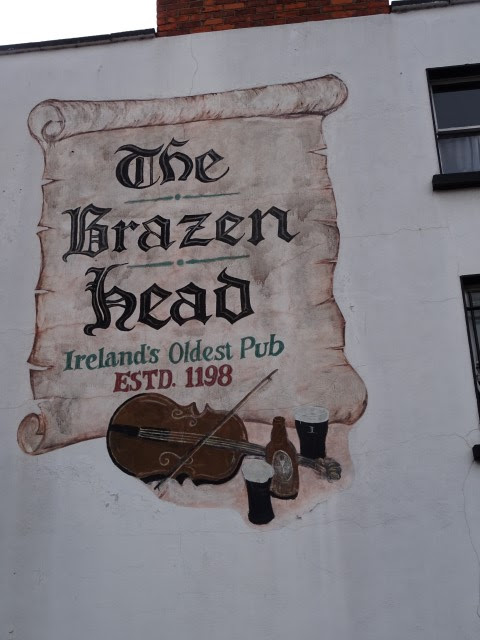 The
Brazen
head
Ireland's Oldest Pub
ESTD. 1198